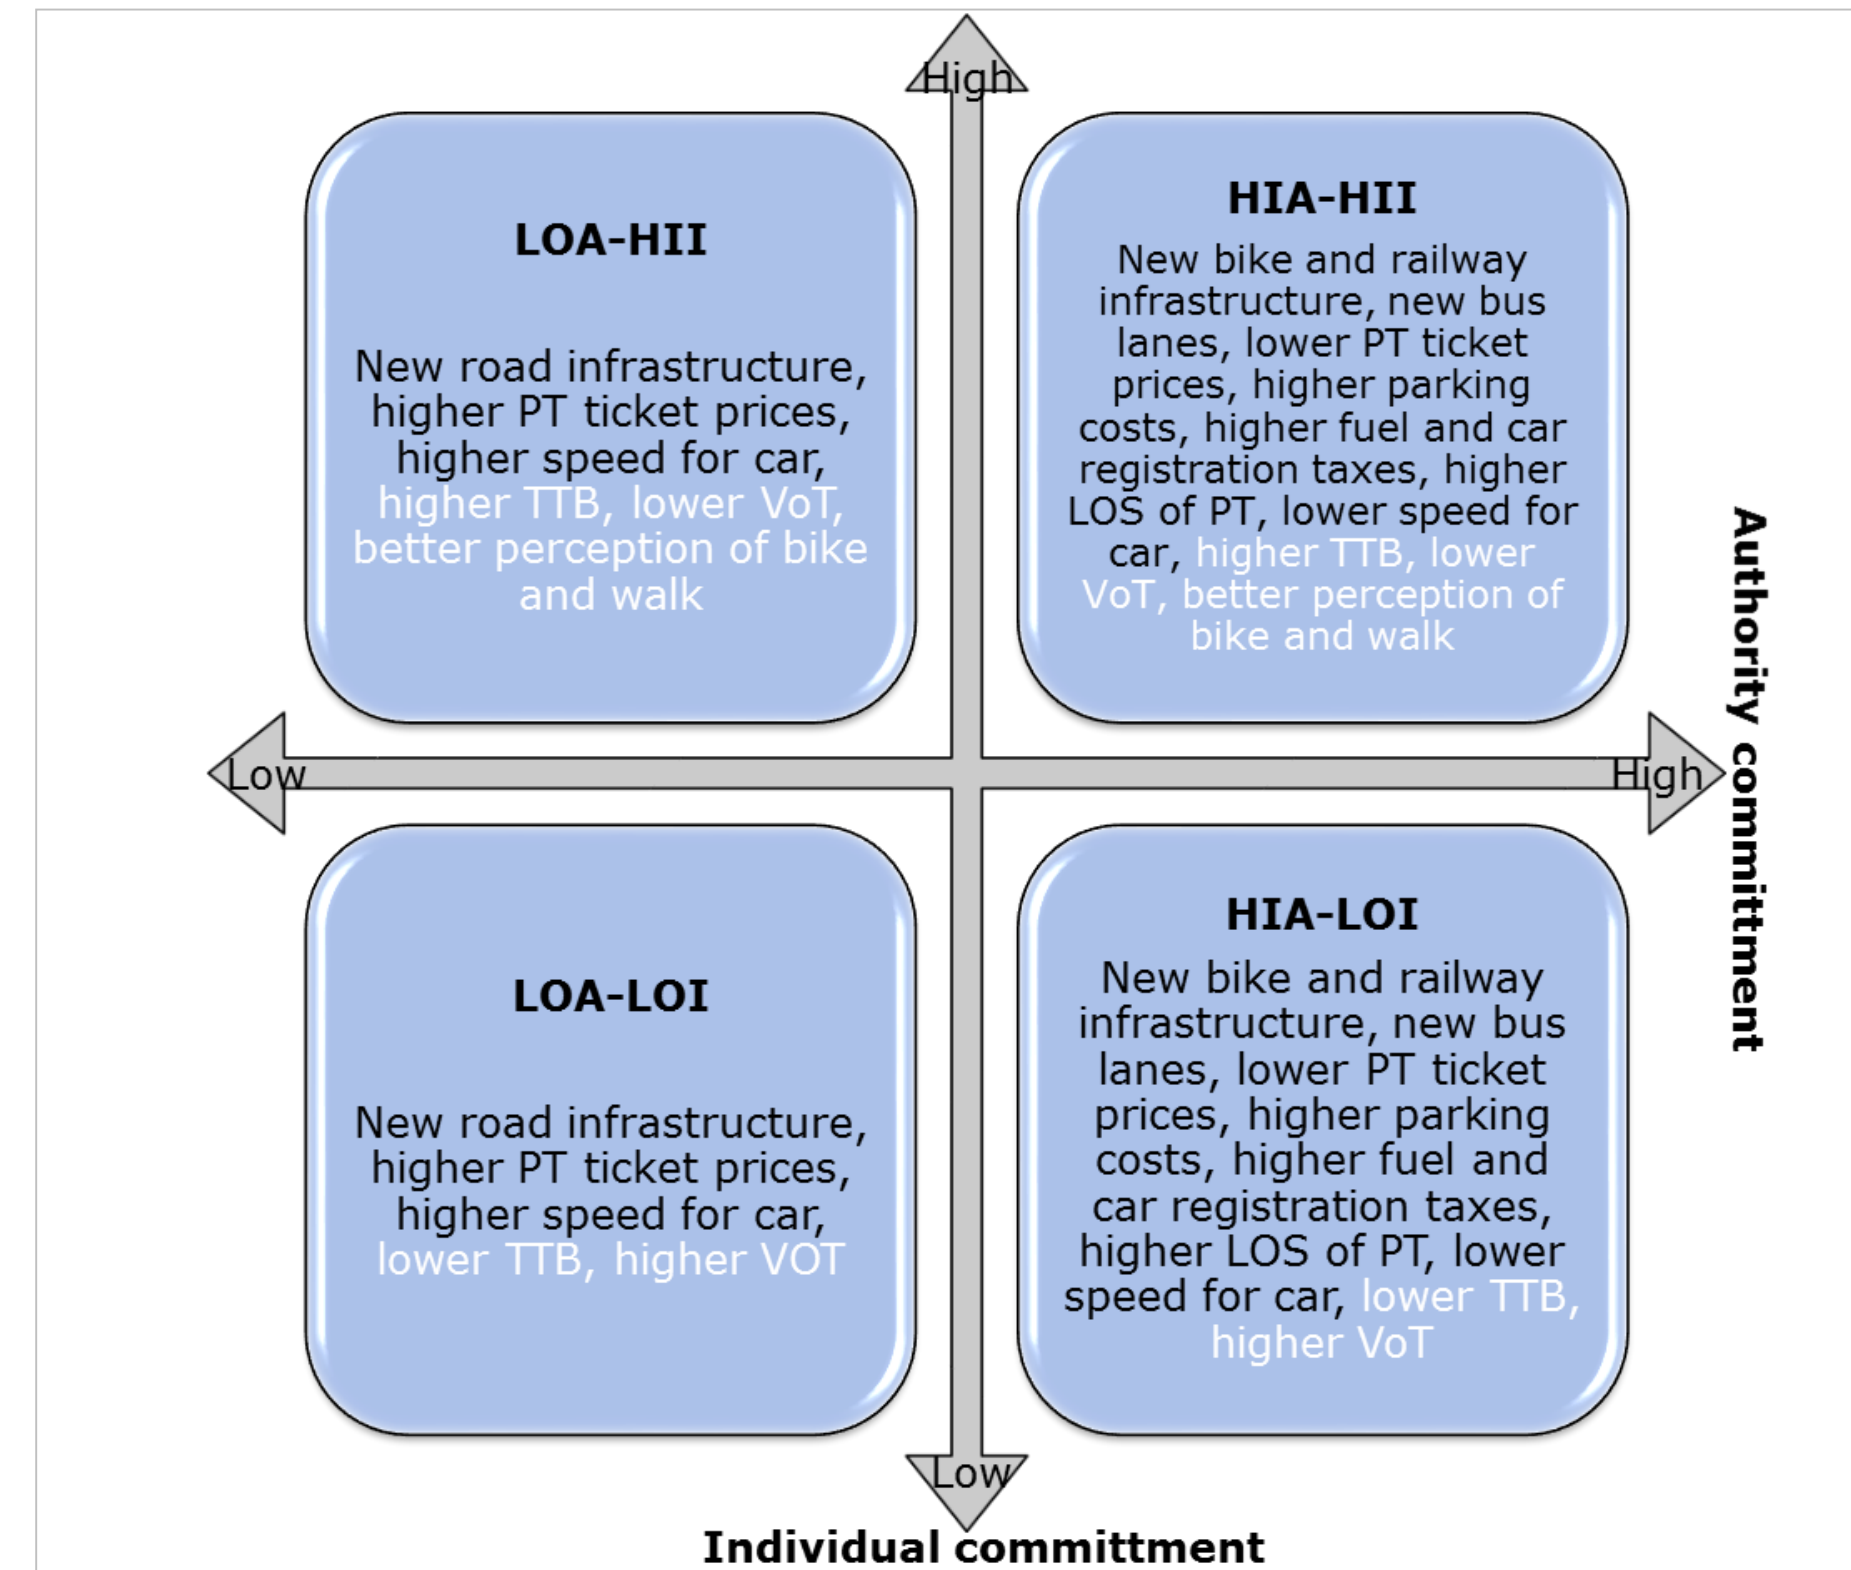 High
LOA-HII
New road infrastructure,
higher PT ticket prices,
higher speed for car,
higher TTB, lower VoT,
better perception of bike
and walk
HIA-HII
New bike and railway
infrastructure, new bus
lanes, lower PT ticket
prices, higher parking
costs, higher fuel and car
registration taxes, higher
LOS of PT, lower speed for
car, higher TTB, lower
VoT, better perception of
bike and walk
Low
High
Authority committment
LOA-LOI
New road infrastructure,
higher PT ticket prices,
higher speed for car,
lower TTB, higher VOT
HIA-LOI
New bike and railway
infrastructure, new bus
lanes, lower PT ticket
prices, higher parking
costs, higher fuel and
car registration taxes,
higher LOS of PT, lower
speed for car, lower TTB,
higher VoT
Low
Individual committment